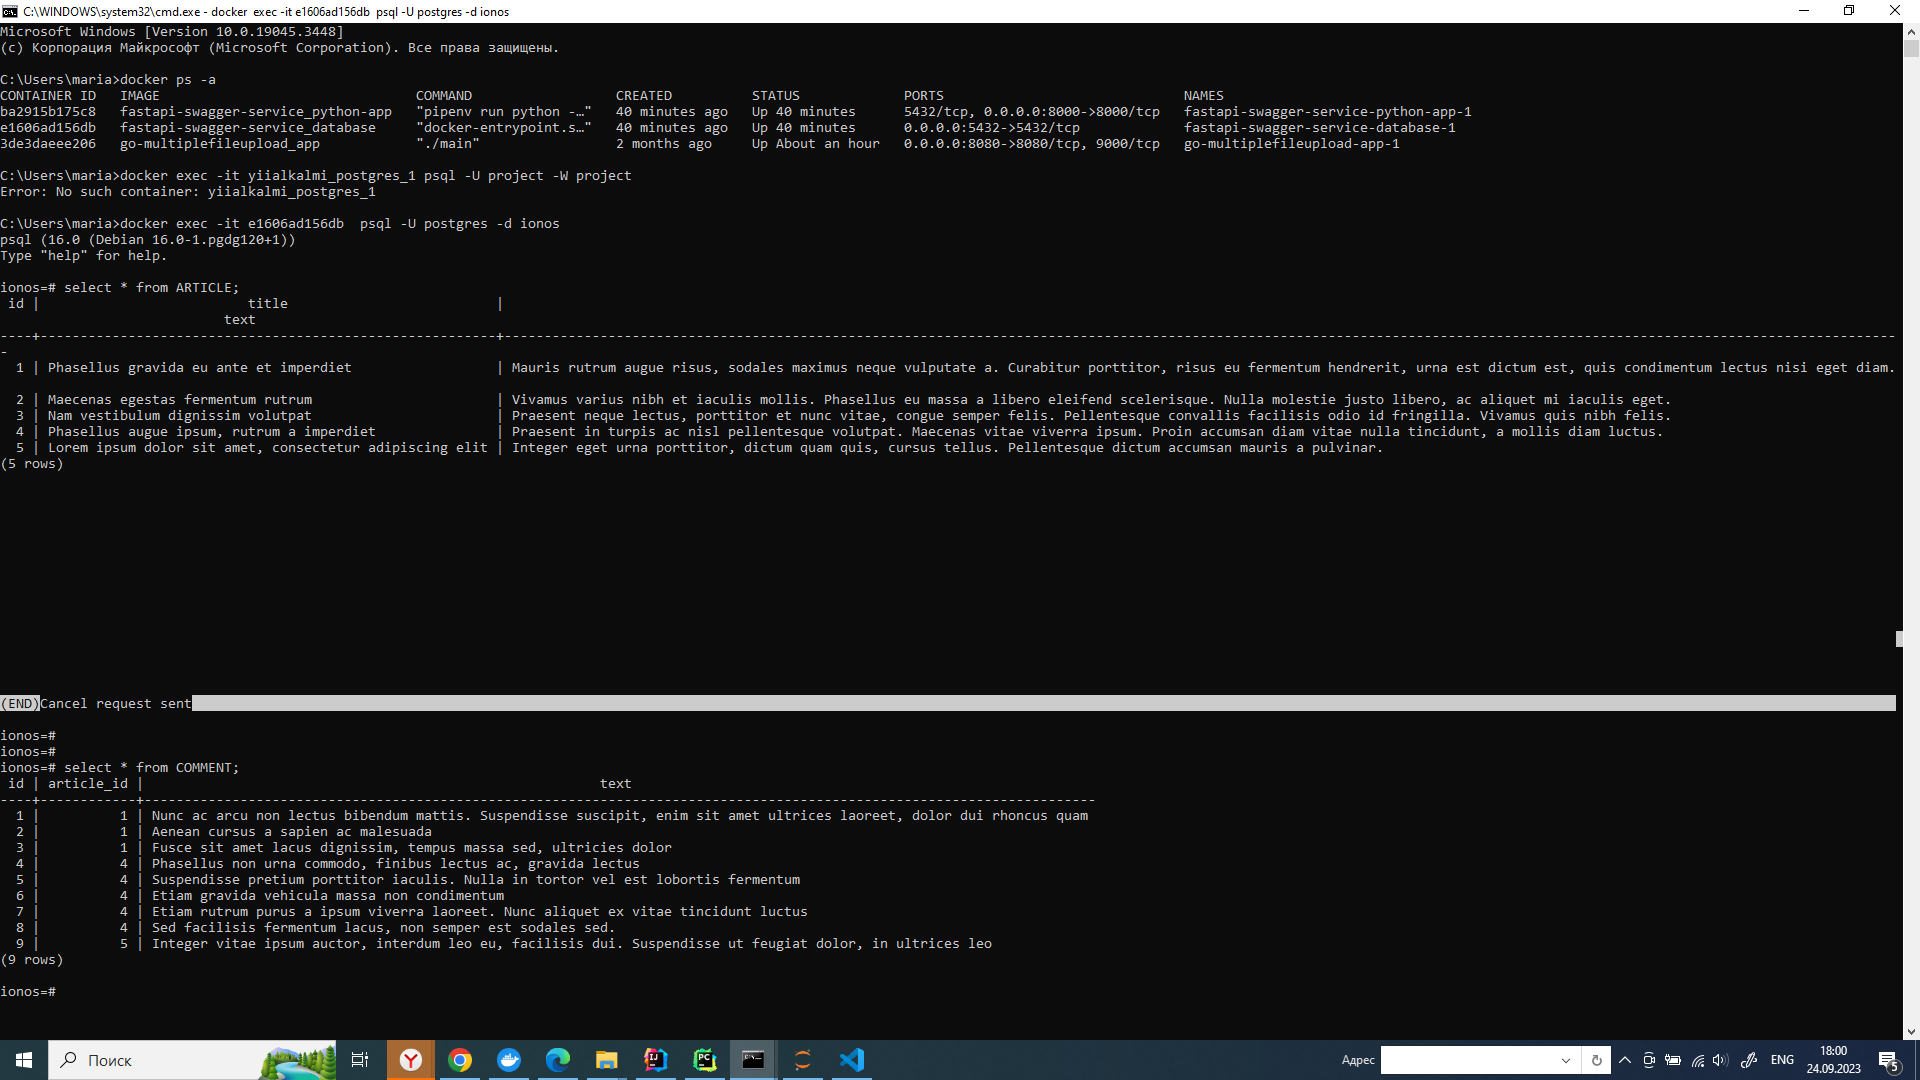 C:\WINDOWS\system32\cmd.exe - docker  exec -it e1606ad156db  psql -U postgres -d ionos
Microsoft Windows [Version 10.0.19045.3448]
(c) Корпорация Майкрософт (Microsoft Corporation). Все права защищены.
C:\Users\maria>docker ps -a
CONTAINER ID   IMAGE                                COMMAND                  CREATED          STATUS             PORTS                              NAMES
ba2915b175c8   fastapi-swagger-service_python-app   "pipenv run python -…"   40 minutes ago   Up 40 minutes      5432/tcp, 0.0.0.0:8000->8000/tcp   fastapi-swagger-service-python-app-1
e1606ad156db   fastapi-swagger-service_database     "docker-entrypoint.s…"   40 minutes ago   Up 40 minutes      0.0.0.0:5432->5432/tcp             fastapi-swagger-service-database-1
3de3daeee206   go-multiplefileupload_app            "./main"                 2 months ago     Up About an hour   0.0.0.0:8080->8080/tcp, 9000/tcp   go-multiplefileupload-app-1
C:\Users\maria>docker exec -it yiialkalmi_postgres_1 psql -U project -W project
Error: No such container: yiialkalmi_postgres_1
C:\Users\maria>docker exec -it e1606ad156db  psql -U postgres -d ionos
psql (16.0 (Debian 16.0-1.pgdg120+1))
Type "help" for help.
ionos=# select * from ARTICLE;
 id |                          title                          |
                            text
----+---------------------------------------------------------+------------------------------------------------------------------------------------------------------------------------------------------------------------------------------
-
  1 | Phasellus gravida eu ante et imperdiet                  | Mauris rutrum augue risus, sodales maximus neque vulputate a. Curabitur porttitor, risus eu fermentum hendrerit, urna est dictum est, quis condimentum lectus nisi eget diam.
  2 | Maecenas egestas fermentum rutrum                       | Vivamus varius nibh et iaculis mollis. Phasellus eu massa a libero eleifend scelerisque. Nulla molestie justo libero, ac aliquet mi iaculis eget.
  3 | Nam vestibulum dignissim volutpat                       | Praesent neque lectus, porttitor et nunc vitae, congue semper felis. Pellentesque convallis facilisis odio id fringilla. Vivamus quis nibh felis.
  4 | Phasellus augue ipsum, rutrum a imperdiet               | Praesent in turpis ac nisl pellentesque volutpat. Maecenas vitae viverra ipsum. Proin accumsan diam vitae nulla tincidunt, a mollis diam luctus.
  5 | Lorem ipsum dolor sit amet, consectetur adipiscing elit | Integer eget urna porttitor, dictum quam quis, cursus tellus. Pellentesque dictum accumsan mauris a pulvinar.
(5 rows)
(END)Cancel request sent
ionos=#
ionos=#
ionos=# select * from COMMENT;
 id | article_id |                                                         text
----+------------+-----------------------------------------------------------------------------------------------------------------------
  1 |          1 | Nunc ac arcu non lectus bibendum mattis. Suspendisse suscipit, enim sit amet ultrices laoreet, dolor dui rhoncus quam
  2 |          1 | Aenean cursus a sapien ac malesuada
  3 |          1 | Fusce sit amet lacus dignissim, tempus massa sed, ultricies dolor
  4 |          4 | Phasellus non urna commodo, finibus lectus ac, gravida lectus
  5 |          4 | Suspendisse pretium porttitor iaculis. Nulla in tortor vel est lobortis fermentum
  6 |          4 | Etiam gravida vehicula massa non condimentum
  7 |          4 | Etiam rutrum purus a ipsum viverra laoreet. Nunc aliquet ex vitae tincidunt luctus
  8 |          4 | Sed facilisis fermentum lacus, non semper est sodales sed.
  9 |          5 | Integer vitae ipsum auctor, interdum leo eu, facilisis dui. Suspendisse ut feugiat dolor, in ultrices leo
(9 rows)
ionos=#
Поиск
Адрес
ENG
18:00
24.09.2023
5